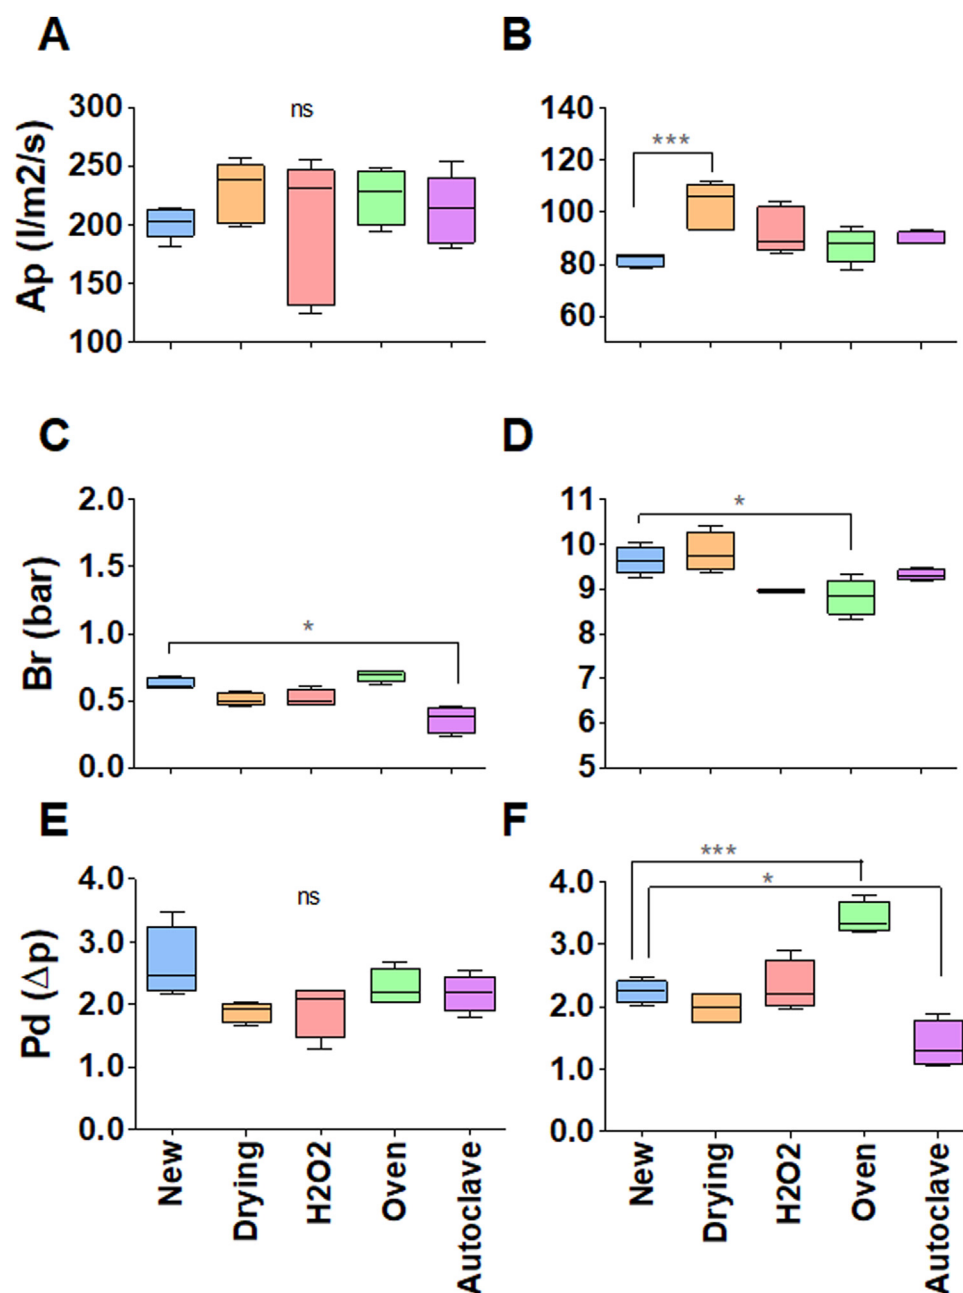 A
B
Ap (l/m2/s)
300
250
200
150
100
ns
140
120
100
80
60
***
C
D
Br (bar)
2.0
1.5
1.0
0.5
0.0
*
11
10
9
8
7
6
5
*
E
F
Pd (Δp)
4.0
3.0
2.0
1.0
0.0
ns
4.0
3.0
2.0
1.0
0.0
***
*
New
Drying
H2O2
Oven
Autoclave
New
Drying
H2O2
Oven
Autoclave